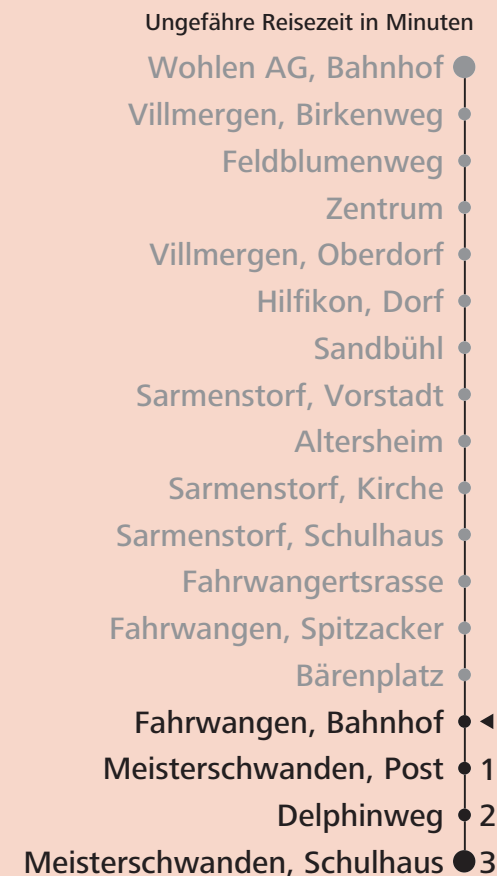 Ungefähre Reisezeit in Minuten
Wohlen AG, Bahnhof
Villmergen, Birkenweg
Feldblumenweg
Zentrum
Villmergen, Oberdorf
Hilfikon, Dorf
Sandbühl
Sarmenstorf, Vorstadt
Altersheim
Sarmenstorf, Kirche
Sarmenstorf, Schulhaus
Fahrwangertsrasse
Fahrwangen, Spitzacker
Bärenplatz
Fahrwangen, Bahnhof
Meisterschwanden, Post 1
Delphinweg 2
Meisterschwanden, Schulhaus 3